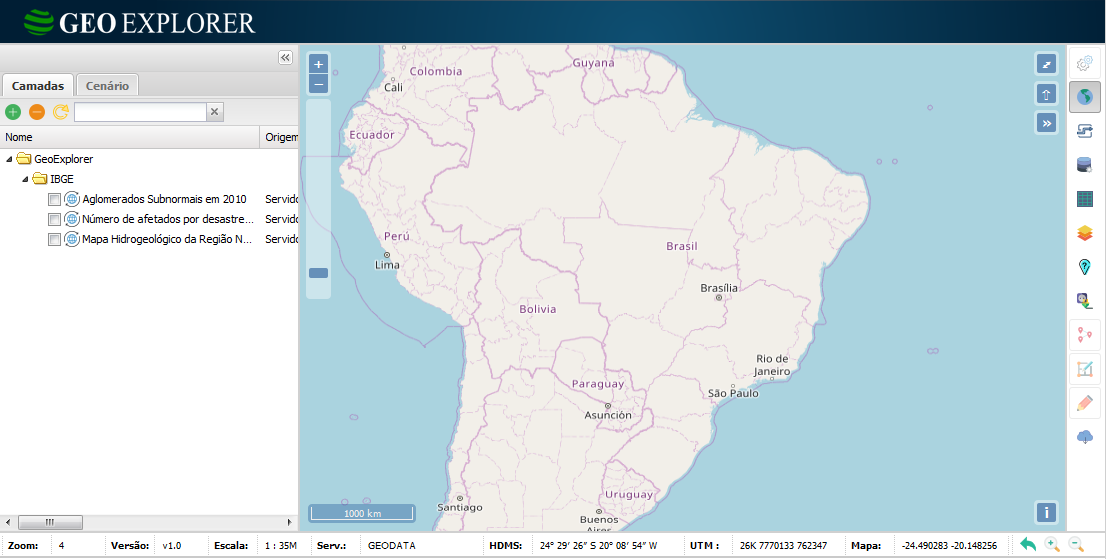 GEO EXPLORER
«
Camadas
Cenário
Nome
Origem
GeoExplorer
IBGE
Aglomerados Subnormais em 2010
Servido
Número de afetados por desastre...
Servido
Mapa Hidrogeológico da Região N...
Servido
+
−
»
i
Colombia
Guyana
Cali
Ecuador
Perú
Lima
Brasil
Brasília
Bolivia
Rio de
Janeiro
Paraguay
São Paulo
Asunción
Uruguay
Santiago
Buenos
Aires
1000 km
Zoom: 4 Versão: v1.0 Escala: 1 : 35M Serv.: GEODATA HDMS: 24° 29′ 26″ S 20° 08′ 54″ W UTM : 26K 7770133 762347 Mapa: -24.490283 -20.148256